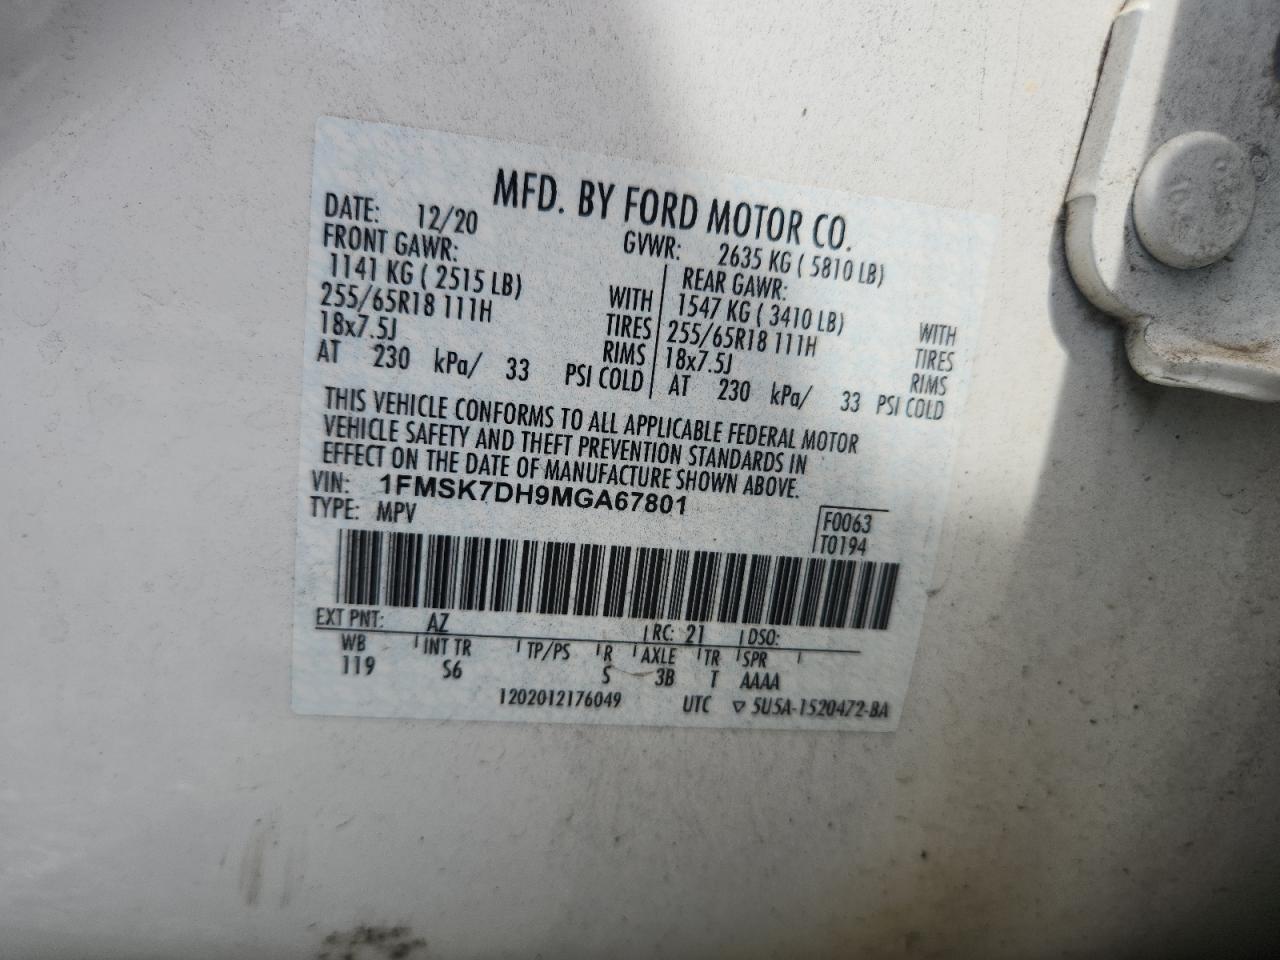 MFD. BY FORD MOTOR CO.
DATE: 12/20 GVWR: 2635 KG ( 5810 LB)
FRONT GAWR: REAR GAWR:
1141 KG ( 2515 LB) WITH 1547 KG ( 3410 LB) WITH
255/65R18 111H TIRES 255/65R18 111H TIRES
18x7.5J RIMS 18x7.5J RIMS
AT 230 kPa/ 33 PSI COLD AT 230 kPa/ 33 PSI COLD
THIS VEHICLE CONFORMS TO ALL APPLICABLE FEDERAL MOTOR
VEHICLE SAFETY AND THEFT PREVENTION STANDARDS IN
EFFECT ON THE DATE OF MANUFACTURE SHOWN ABOVE.
VIN: 1FMSK7DH9MGA67801
TYPE: MPV F0063
T0194
EXT PNT: AZ RC: 21 DSO:
WB INT TR TP/PS R AXLE TR SPR
119 S6 S 3B T AAAA
1202012176049 UTC ▽ 5U5A-1520472-BA